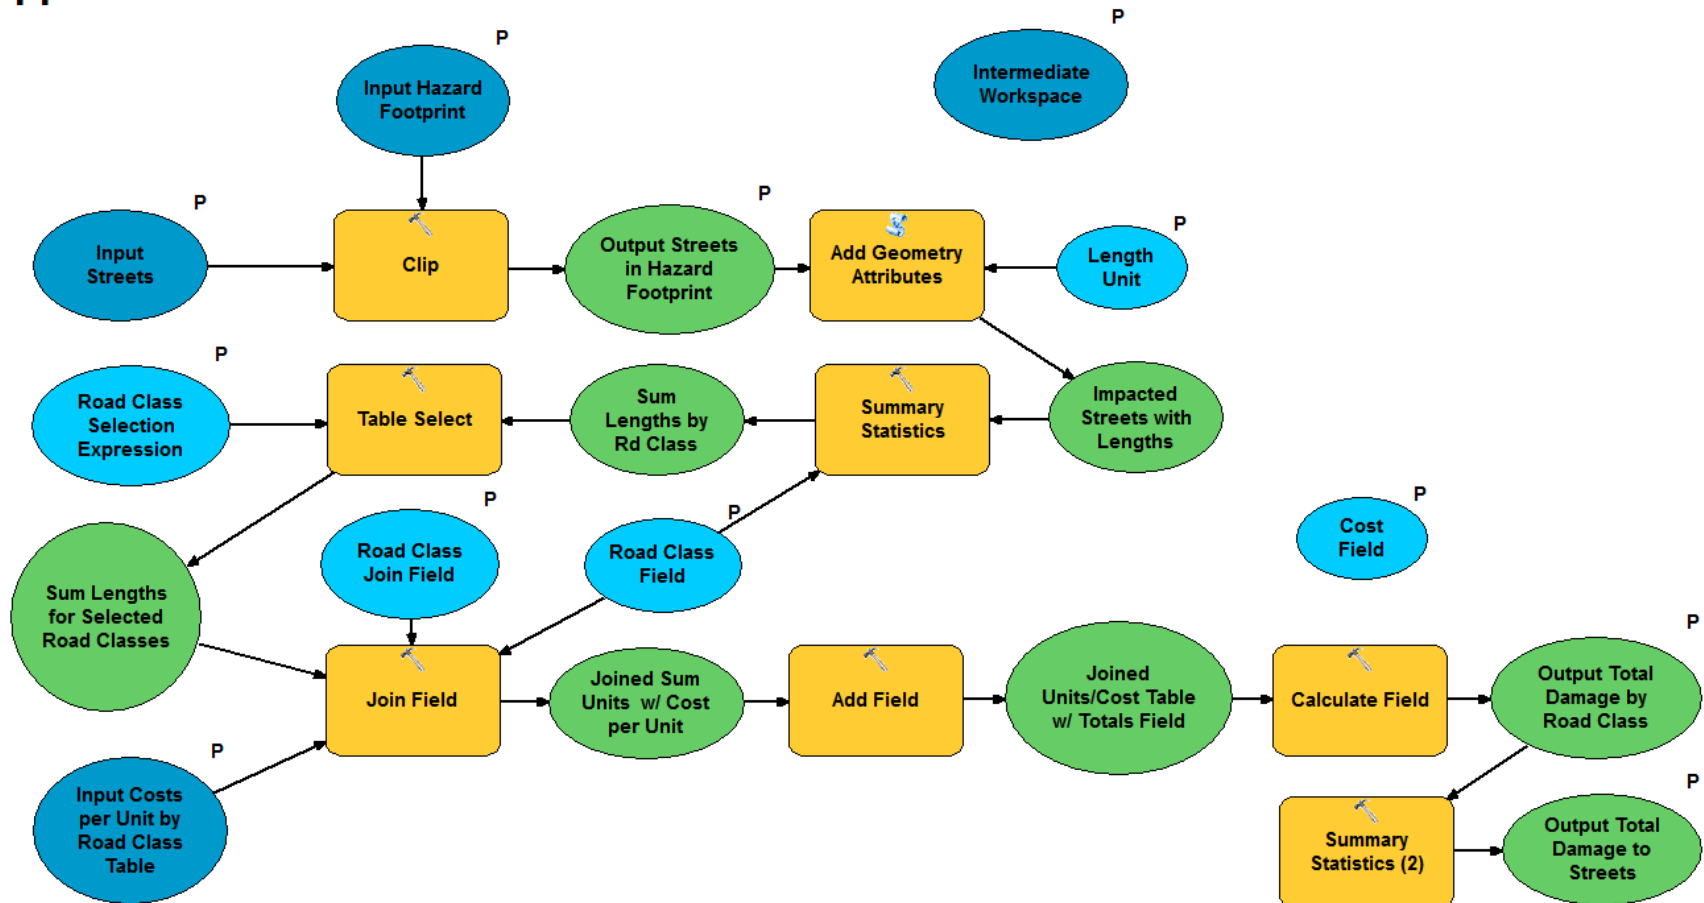 P
P
Input Hazard
Footprint
Intermediate
Workspace
P
P
P
Input
Streets
Clip
Output Streets
in Hazard
Footprint
Add Geometry
Attributes
Length
Unit
P
Road Class
Selection
Expression
Table Select
Sum
Lengths by
Rd Class
Summary
Statistics
Impacted
Streets with
Lengths
P
P
P
Road Class
Join Field
Road Class
Field
Cost
Field
Sum Lengths
for Selected
Road Classes
P
Join Field
Joined Sum
Units w/ Cost
per Unit
Add Field
Joined
Units/Cost Table
w/ Totals Field
Calculate Field
Output Total
Damage by
Road Class
P
P
Input Costs
per Unit by
Road Class
Table
Summary
Statistics (2)
Output Total
Damage to
Streets